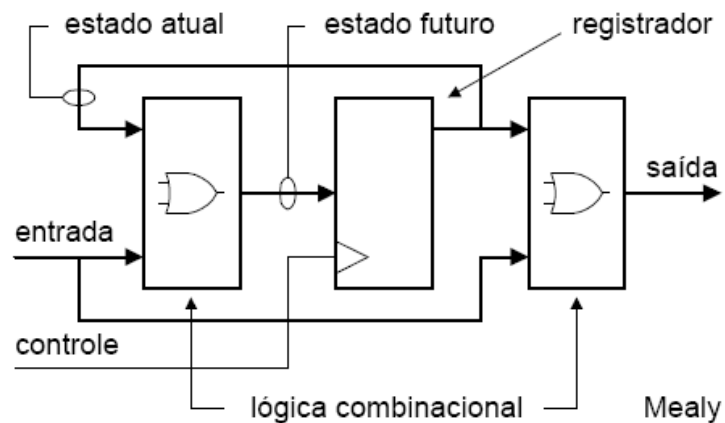 estado atual
estado futuro
registrador
saída
entrada
controle
lógica combinacional
Mealy